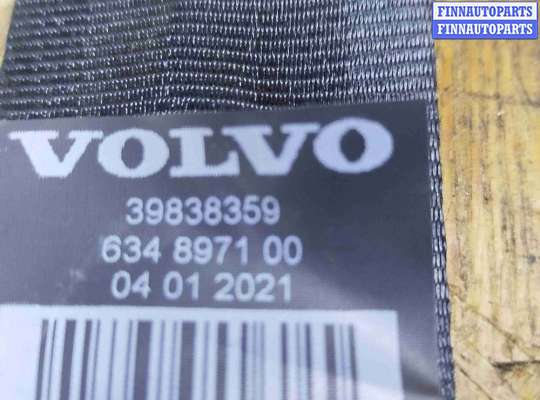 FINNAUTOPARTS
FINNAUTOPARTS
VOLVO
39838359
634 8971 00
04 01 2021